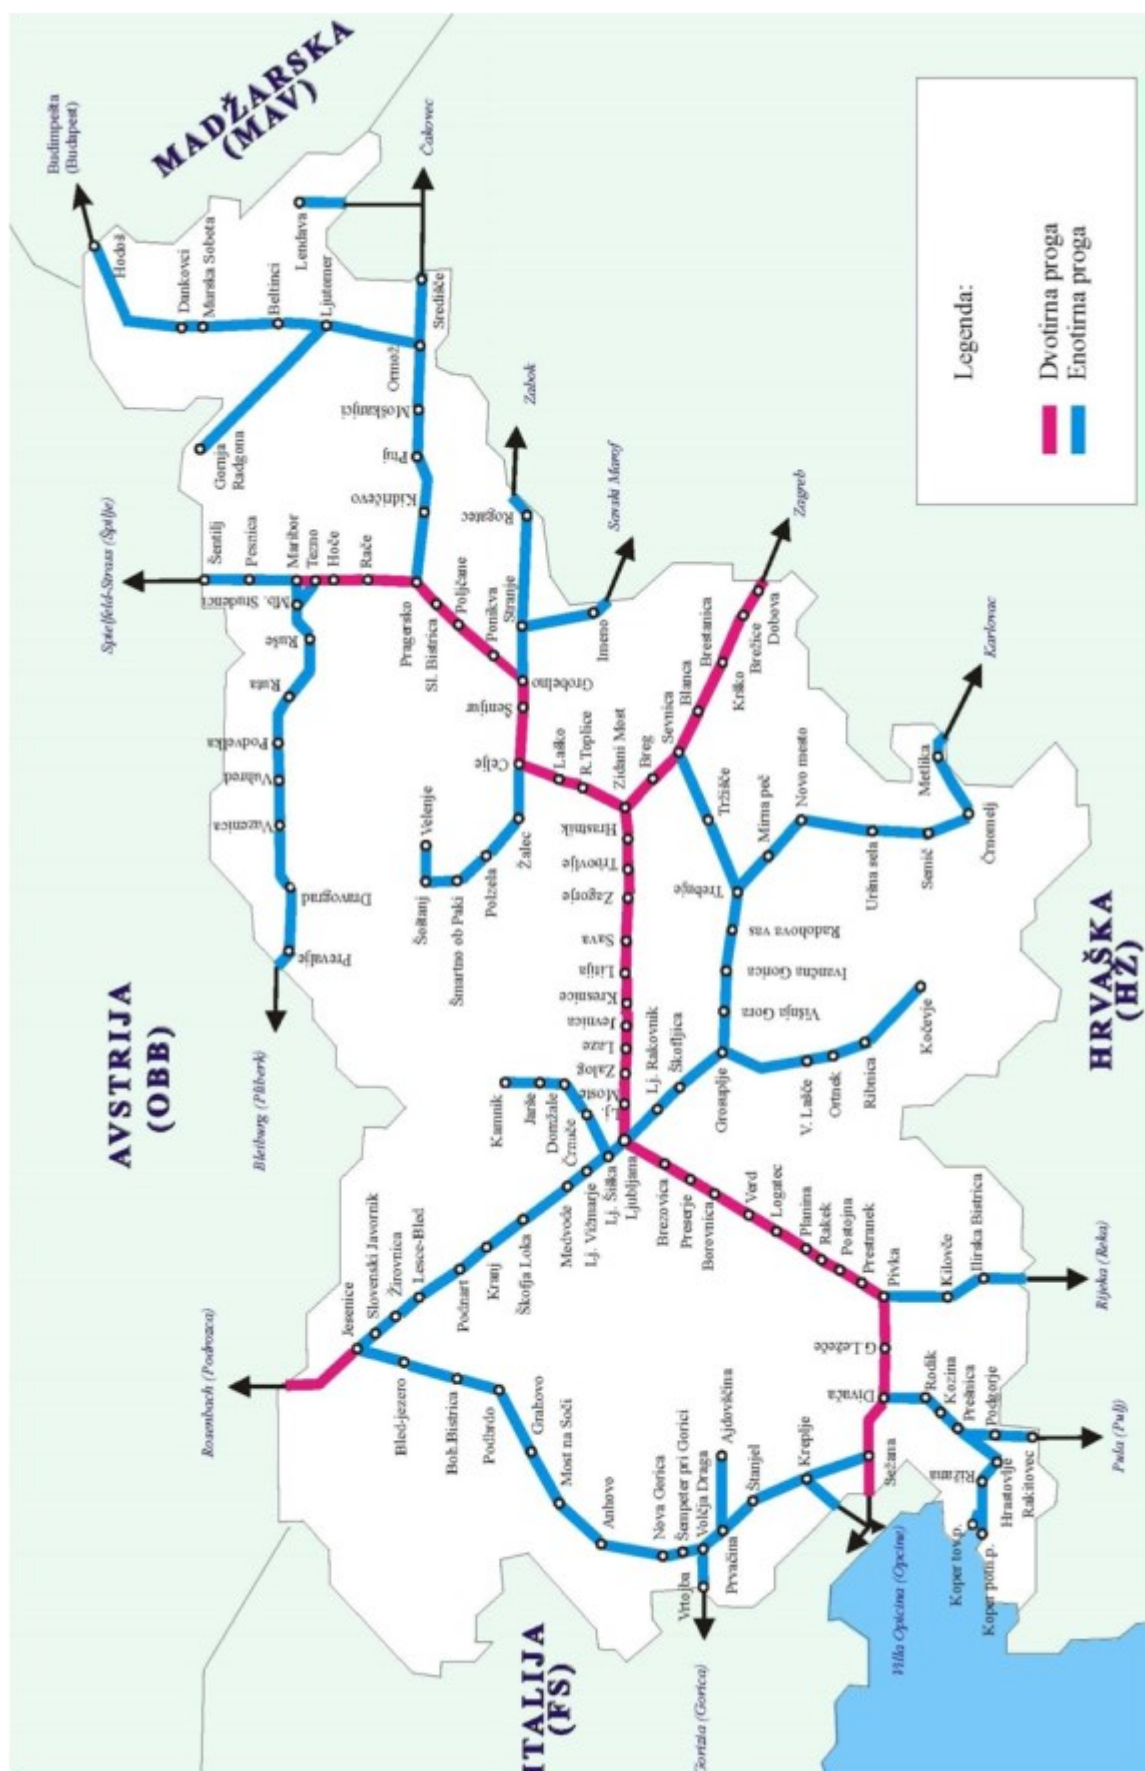 MADŽARSKA
(MAV)
Budimpešta
(Budapest)
Čakovec
Hodoš
Dankovci
Murska Sobota
Beltinci
Ljutomer
Lendava
Središče
Ormož
Moškanjci
Ptuj
Kidričevo
Gornja
Radgona
Zabok
Rogatec
Savski Marof
Stranje
Imeno
Zagreb
Spielfeld-Strass (Špilje)
Šentilj
Pesnica
Maribor
Tezno
Hoče
Rače
Mb. Studenci
Ruše
Ruta
Podvelka
Vuhred
Vuzenica
Dravograd
Prevalje
Pragersko
Sl. Bistrica
Poljčane
Ponikva
Grobelno
Šentjur
Celje
Laško
R. Toplice
Zidani Most
Breg
Sevnica
Blanca
Brestanica
Krško
Brežice
Dobova
Karlovac
Metlika
Črnomelj
Semič
Uršna sela
Novo mesto
Mirna peč
Tržišče
Trebnje
Radohova vas
Ivančna Gorica
Višnja Gora
Grosuplje
Škofljica
Lj. Rakovnik
V. Lašče
Ortnek
Ribnica
Kočevje
Velenje
Šoštanj
Šmartno ob Paki
Polzela
Žalec
Hrastnik
Trbovlje
Zagorje
Sava
Litija
Kresnice
Jevnica
Laze
Zalog
Lj. Moste
Ljubljana
Lj. Šiška
Lj. Vižmarje
Medvode
Kamnik
Jarše
Domžale
Črnuče
Škofja Loka
Kranj
Podnart
Lesce-Bled
Žirovnica
Slovenski Javornik
Jesenice
Rosenbach (Podrozca)
AVSTRIJA
(OBB)
Bleiburg (Pliberk)
Brezovica
Preserje
Borovnica
Verd
Logatec
Planina
Rakek
Postojna
Prestranek
Pivka
Kilovče
Ilirska Bistrica
Rijeka (Reka)
HRVAŠKA
(HŽ)
G.Ležeče
Divača
Rodik
Kozina
Prešnica
Podgorje
Rakitovec
Hrastovlje
Rižana
Koper tov.p.
Koper potn.p.
Pula (Pulj)
Sežana
Kreplje
Štanjel
Ajdovščina
Prvačina
Volčja Draga
Šempeter pri Gorici
Nova Gorica
Vrtojba
Anhovo
Most na Soči
Grahovo
Podbrdo
Boh.Bistrica
Bled-jezero
Villa Opicina (Opčine)
Gorizia (Gorica)
ITALIJA
(FS)
Legenda:
Dvotirna proga
Enotirna proga